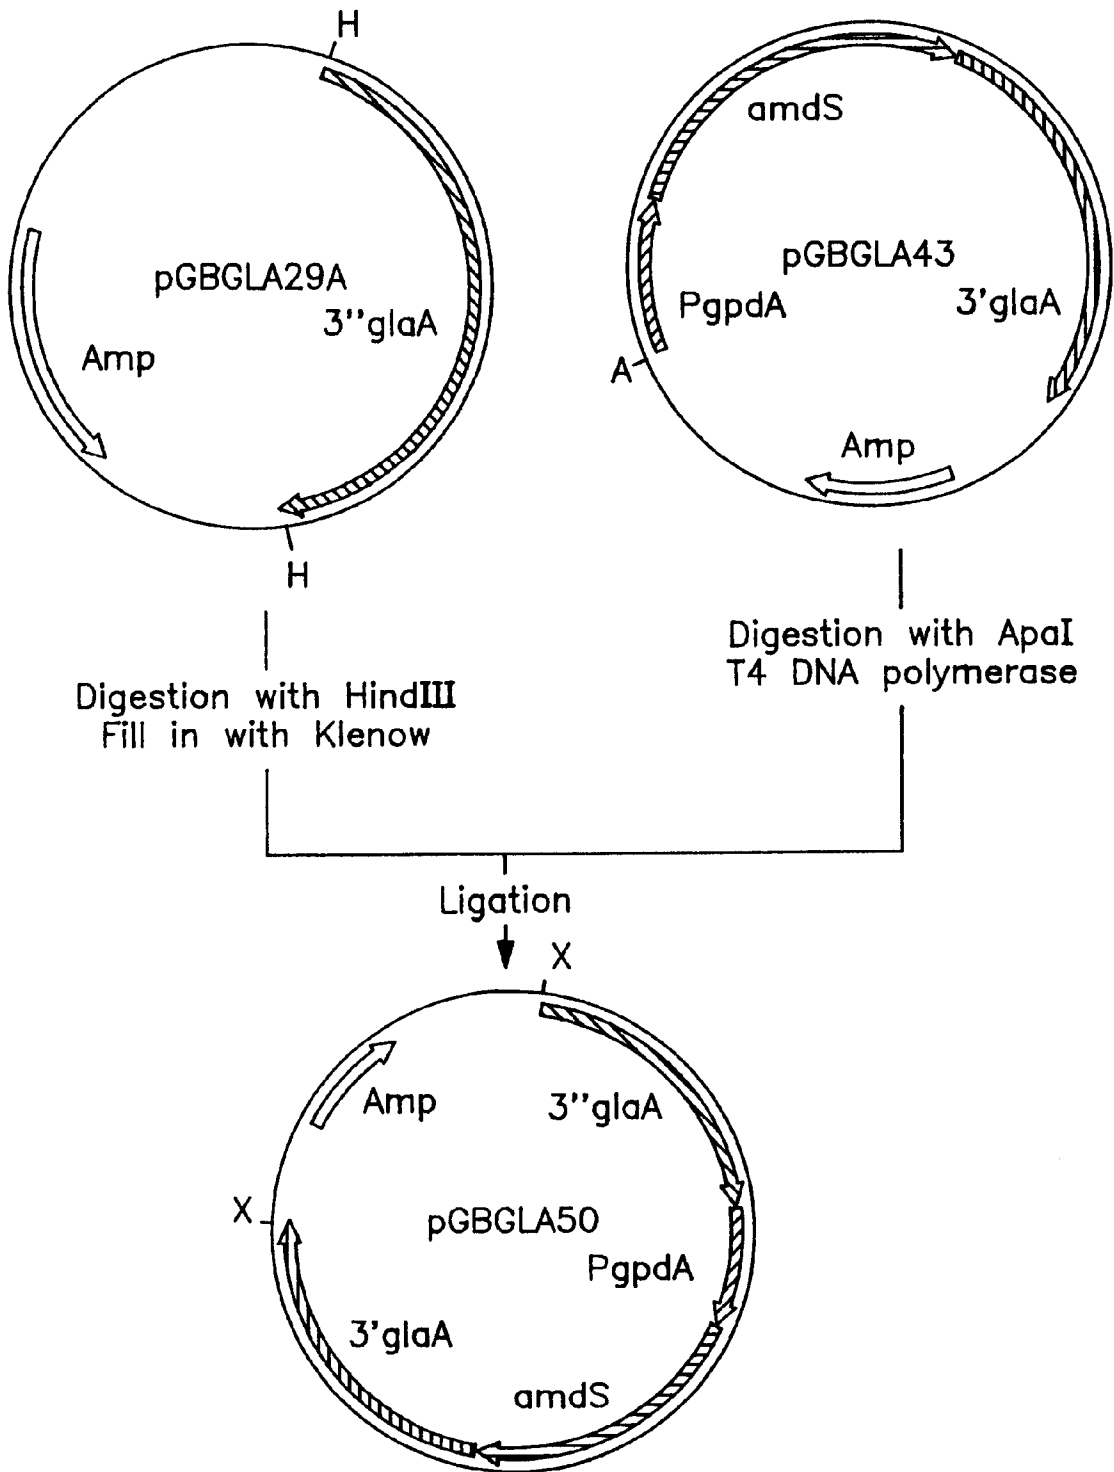 H
pGBGLA29A
3''glaA
Amp
H
amdS
pGBGLA43
PgpdA
3'glaA
A
Amp
Digestion with HindIII
Fill in with Klenow
Digestion with ApaI
T4 DNA polymerase
Ligation
X
Amp
3''glaA
X
pGBGLA50
PgpdA
3'glaA
amdS